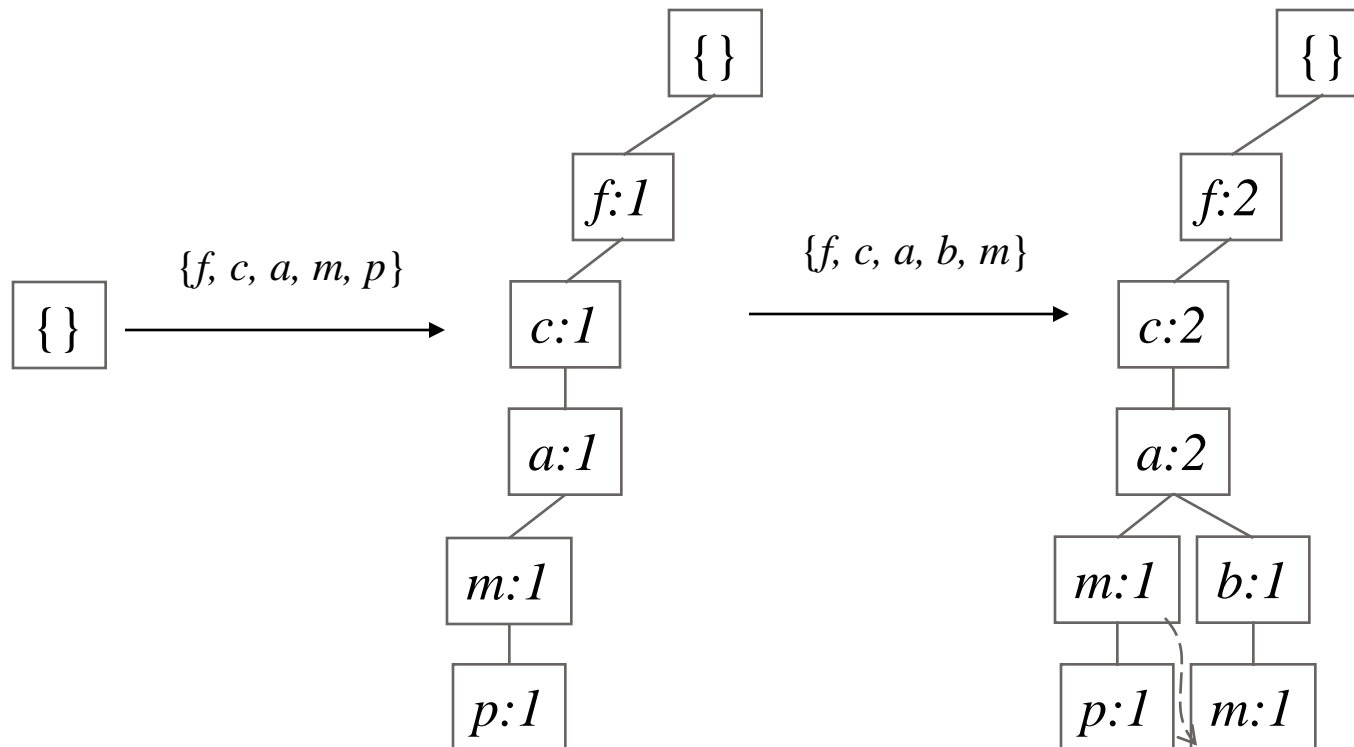 {}
{f, c, a, m, p}
{}
f:1
c:1
a:1
m:1
p:1
{f, c, a, b, m}
{}
f:2
c:2
a:2
m:1 b:1
p:1 m:1